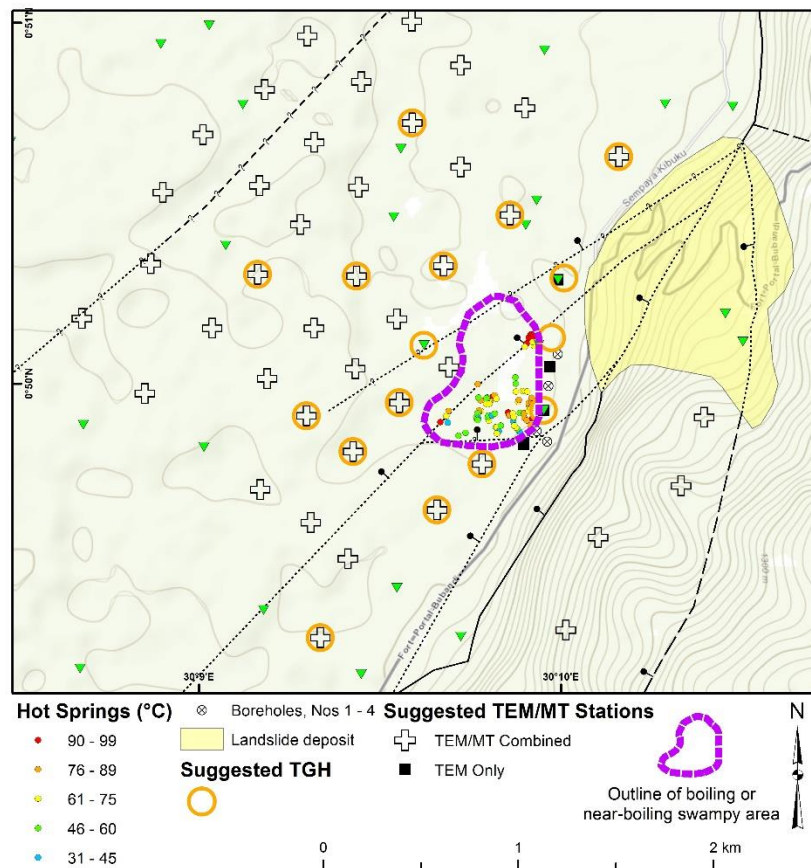 0°51'N
Sempaya-Kibuku
Fort-Portal-Bubandi
0°50'N
1300 m
Fort-Portal-Bubandi
30°9'E
30°10'E
Hot Springs (°C)
90 - 99
76 - 89
61 - 75
46 - 60
31 - 45
Boreholes, Nos 1 - 4
Landslide deposit
Suggested TGH
Suggested TEM/MT Stations
TEM/MT Combined
TEM Only
Outline of boiling or
near-boiling swampy area
N
0
1
2 km